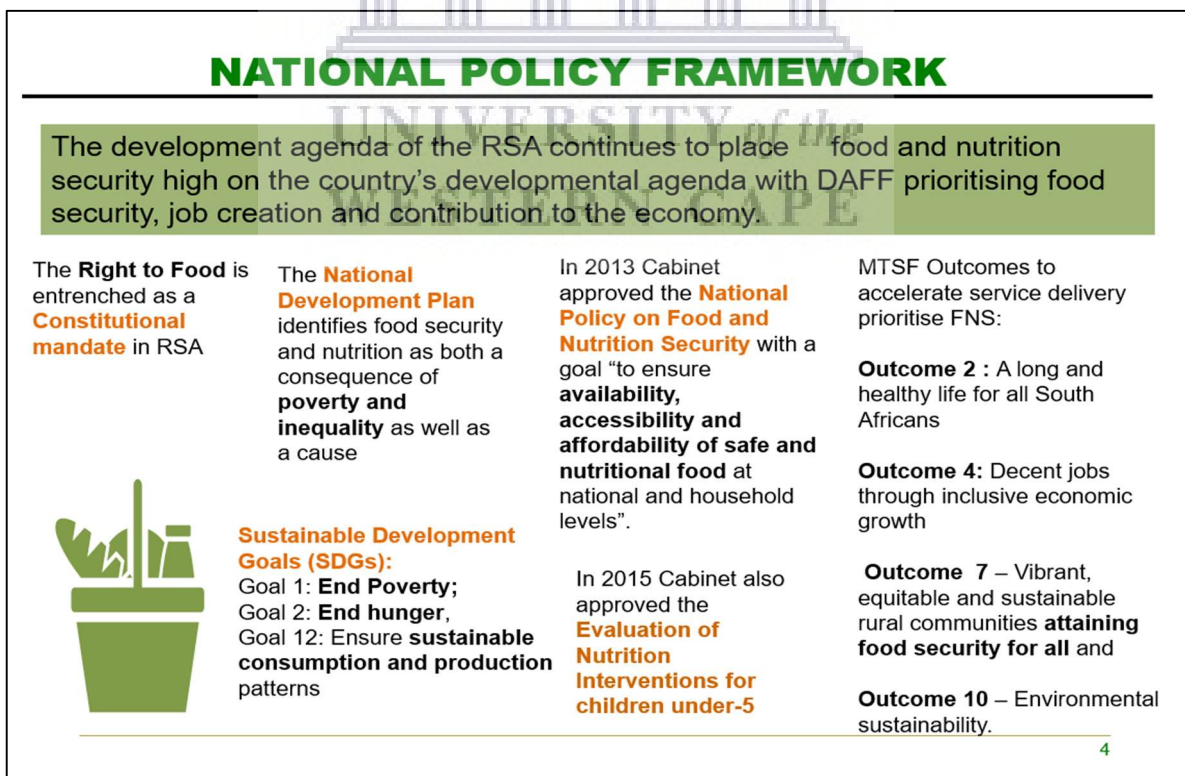 NATIONAL POLICY FRAMEWORK
UNIVERSITY of the
WESTERN CAPE
The development agenda of the RSA continues to place food and nutrition
security high on the country's developmental agenda with DAFF prioritising food
security, job creation and contribution to the economy.
The Right to Food is
entrenched as a
Constitutional
mandate in RSA
The National
Development Plan
identifies food security
and nutrition as both a
consequence of
poverty and
inequality as well as
a cause
Sustainable Development
Goals (SDGs):
Goal 1: End Poverty;
Goal 2: End hunger,
Goal 12: Ensure sustainable
consumption and production
patterns
In 2013 Cabinet
approved the National
Policy on Food and
Nutrition Security with a
goal “to ensure
availability,
accessibility and
affordability of safe and
nutritional food at
national and household
levels”.
In 2015 Cabinet also
approved the
Evaluation of
Nutrition
Interventions for
children under-5
MTSF Outcomes to
accelerate service delivery
prioritise FNS:
Outcome 2 : A long and
healthy life for all South
Africans
Outcome 4: Decent jobs
through inclusive economic
growth
Outcome 7 – Vibrant,
equitable and sustainable
rural communities attaining
food security for all and
Outcome 10 – Environmental
sustainability.
4